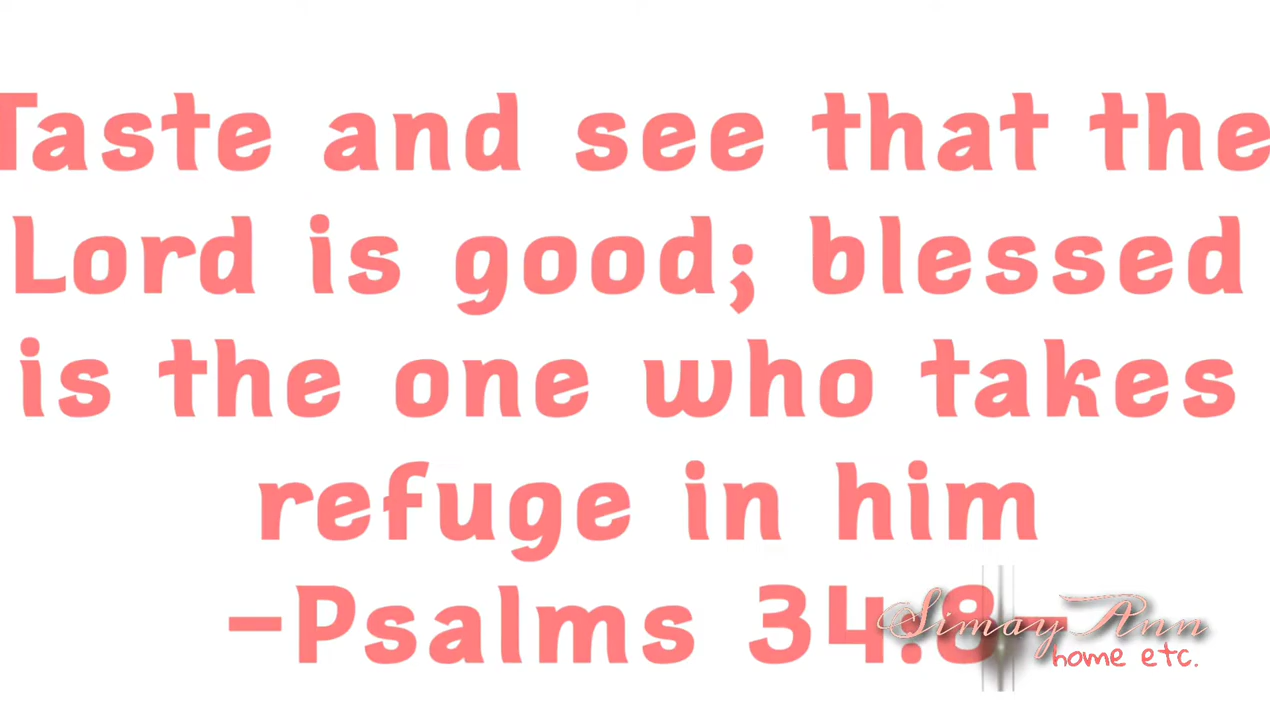 Taste and see that the
Lord is good; blessed
is the one who takes
refuge in him
-Psalms 34:8-
Simay Ann
home etc.